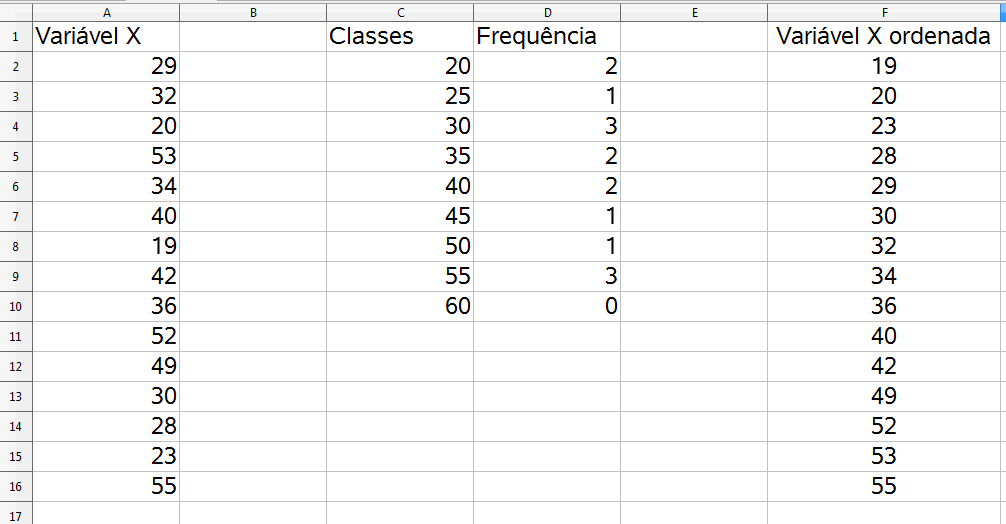 A B C D E F
1 Variável X Classes Frequência Variável X ordenada
2 29 20 2 19
3 32 25 1 20
4 20 30 3 23
5 53 35 2 28
6 34 40 2 29
7 40 45 1 30
8 19 50 1 32
9 42 55 3 34
10 36 60 0 36
11 52 40
12 49 42
13 30 49
14 28 52
15 23 53
16 55 55
17